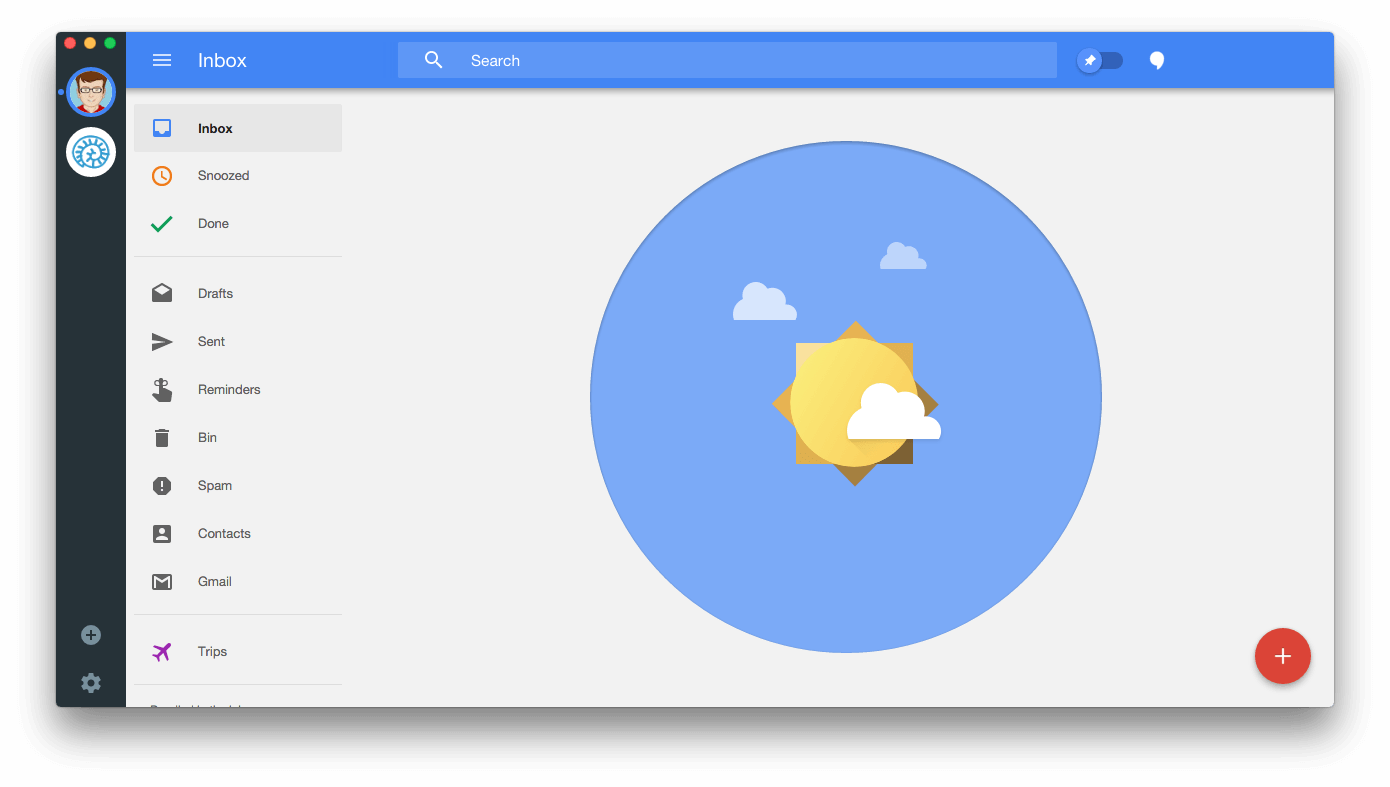 Inbox
Search
Inbox
Snoozed
Done
Drafts
Sent
Reminders
Bin
Spam
Contacts
Gmail
Trips